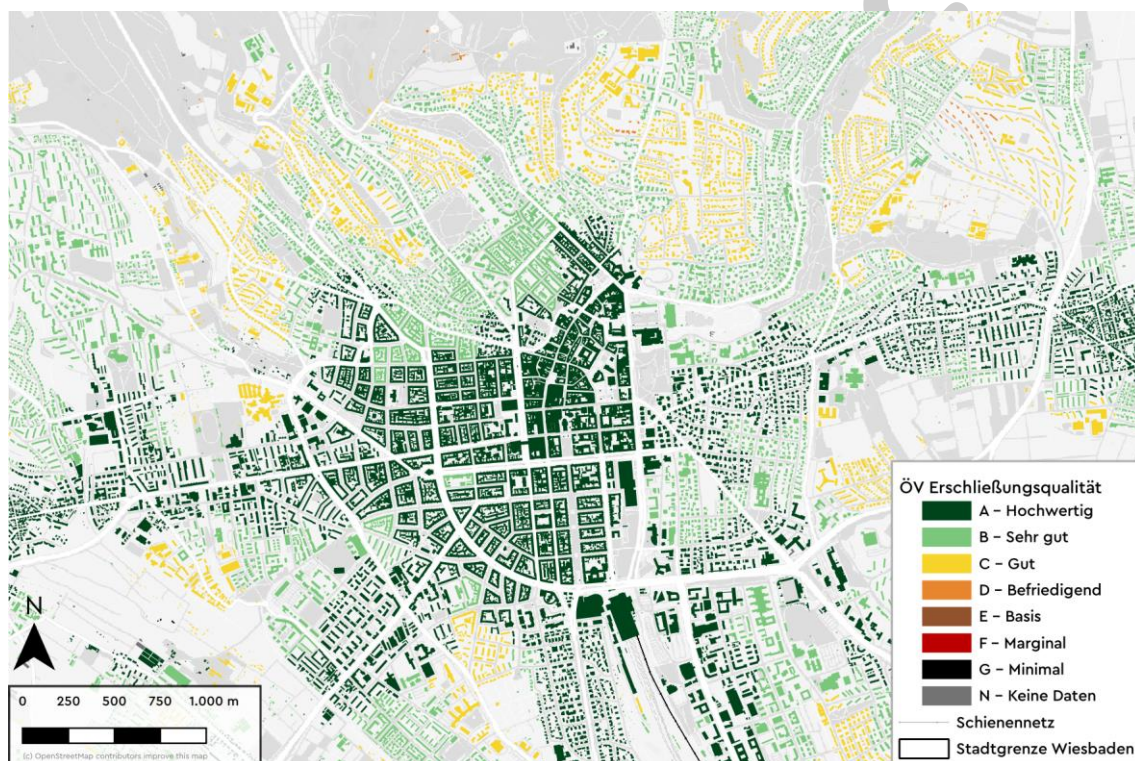 ÖV Erschließungsqualität
A – Hochwertig
B – Sehr gut
C – Gut
D – Befriedigend
E – Basis
F – Marginal
G – Minimal
N – Keine Daten
Schienennetz
Stadtgrenze Wiesbaden
N
0 250 500 750 1.000 m
(c) OpenStreetMap contributors improve this map